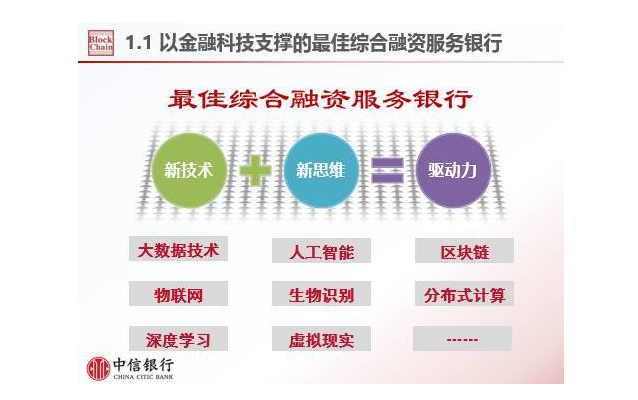 Block
Chain
1.1 以金融科技支撑的最佳综合融资服务银行
最佳综合融资服务银行
新技术 + 新思维 = 驱动力
大数据技术 人工智能 区块链
物联网 生物识别 分布式计算
深度学习 虚拟现实 ------
中信银行
CHINA CITIC BANK